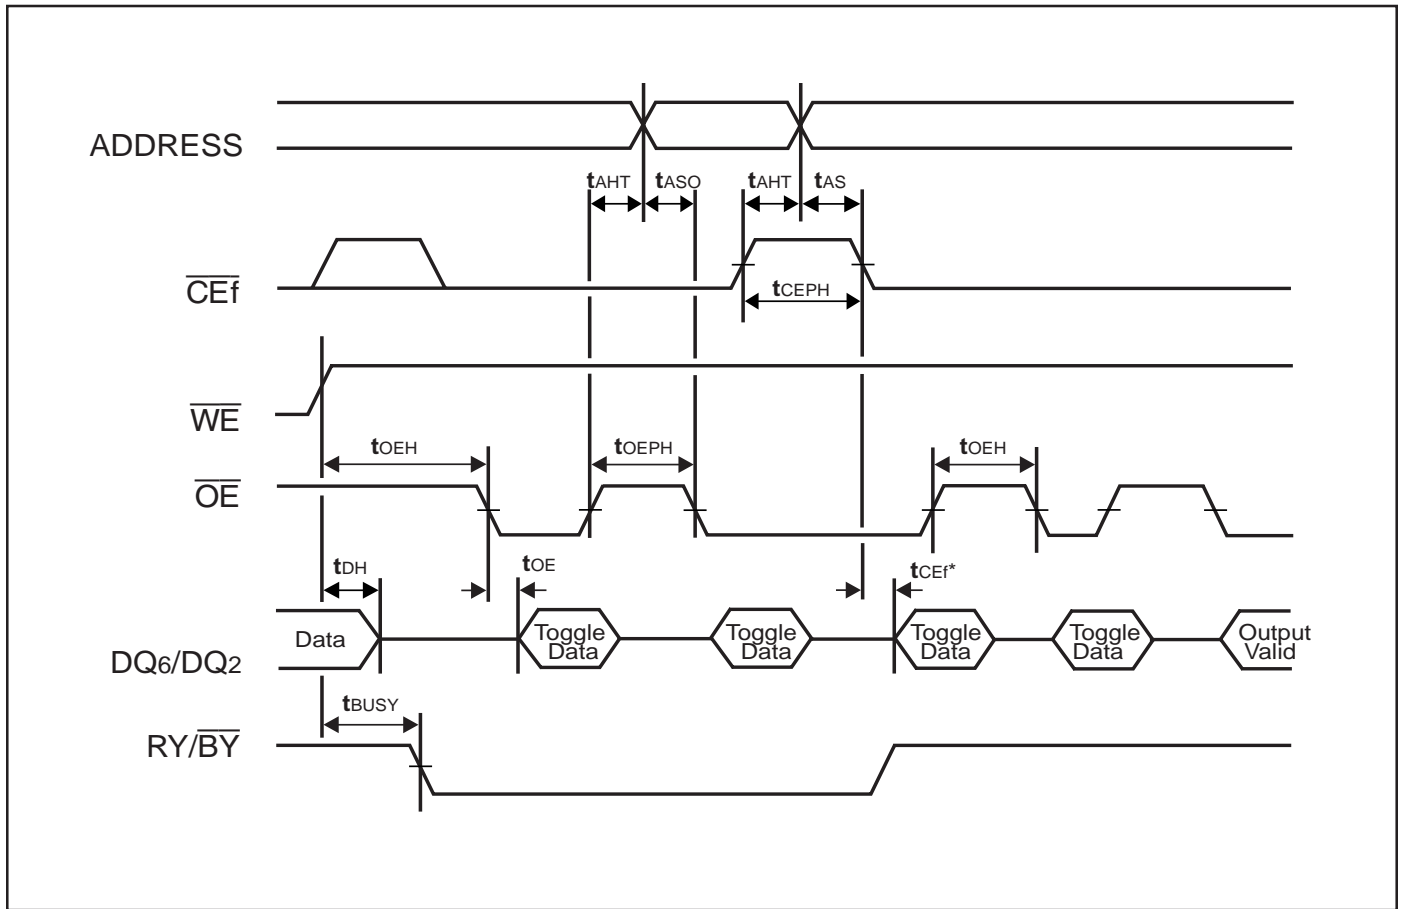 ADDRESS
tAHT tASO tAHT tAS
CEf
tCEPH
WE
tOEH tOEPH tOEH
OE
tDH tOE tCEf*
DQ6/DQ2
Data
Toggle Data
Toggle Data
Toggle Data
Toggle Data
Output Valid
tBUSY
RY/BY